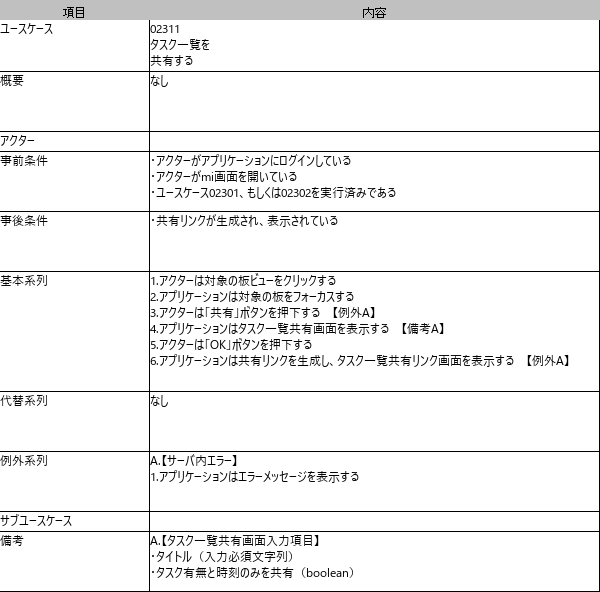 項目 内容
ユースケース 02311
タスク一覧を
共有する
概要 なし
アクター
事前条件 ・アクターがアプリケーションにログインしている
・アクターがmi画面を開いている
・ユースケース02301、もしくは02302を実行済みである
事後条件 ・共有リンクが生成され、表示されている
基本系列 1.アクターは対象の板ビューをクリックする
2.アプリケーションは対象の板をフォーカスする
3.アクターは「共有」ボタンを押下する 【例外A】
4.アプリケーションはタスク一覧共有画面を表示する 【備考A】
5.アクターは「OK」ボタンを押下する
6.アプリケーションは共有リンクを生成し、タスク一覧共有リンク画面を表示する 【例外A】
代替系列 なし
例外系列 A.【サーバ内エラー】
1.アプリケーションはエラーメッセージを表示する
サブユースケース
備考 A.【タスク一覧共有画面入力項目】
・タイトル（入力必須文字列）
・タスク有無と時刻のみを共有（boolean）